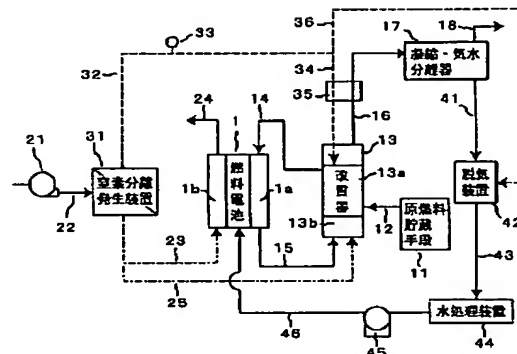 33
36
17
18
32
34
凝縮・気水
分離器
35
41
16
24
1
14
13
21
31
窒素分離
発生装置
燃料電池
改質器
13a
脱気装置
1b
1a
13b
12
原燃料
貯蔵
手段
42
22
23
15
11
43
25
46
水処理装置
45
44